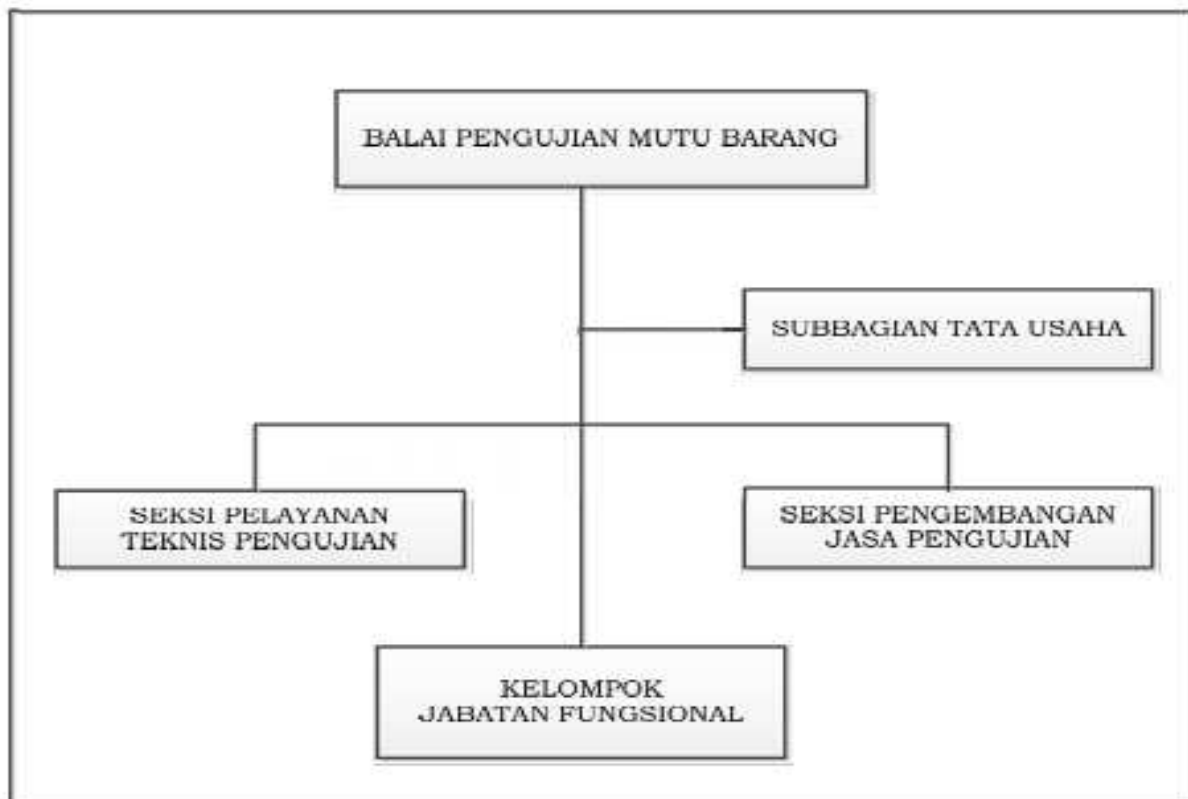 BALAI PENGUJIAN MUTU BARANG
SUBBAGIAN TATA USAHA
SEKSI PELAYANAN
TEKNIS PENGUJIAN
SEKSI PENGEMBANGAN
JASA PENGUJIAN
KELOMPOK
JABATAN FUNGSIONAL